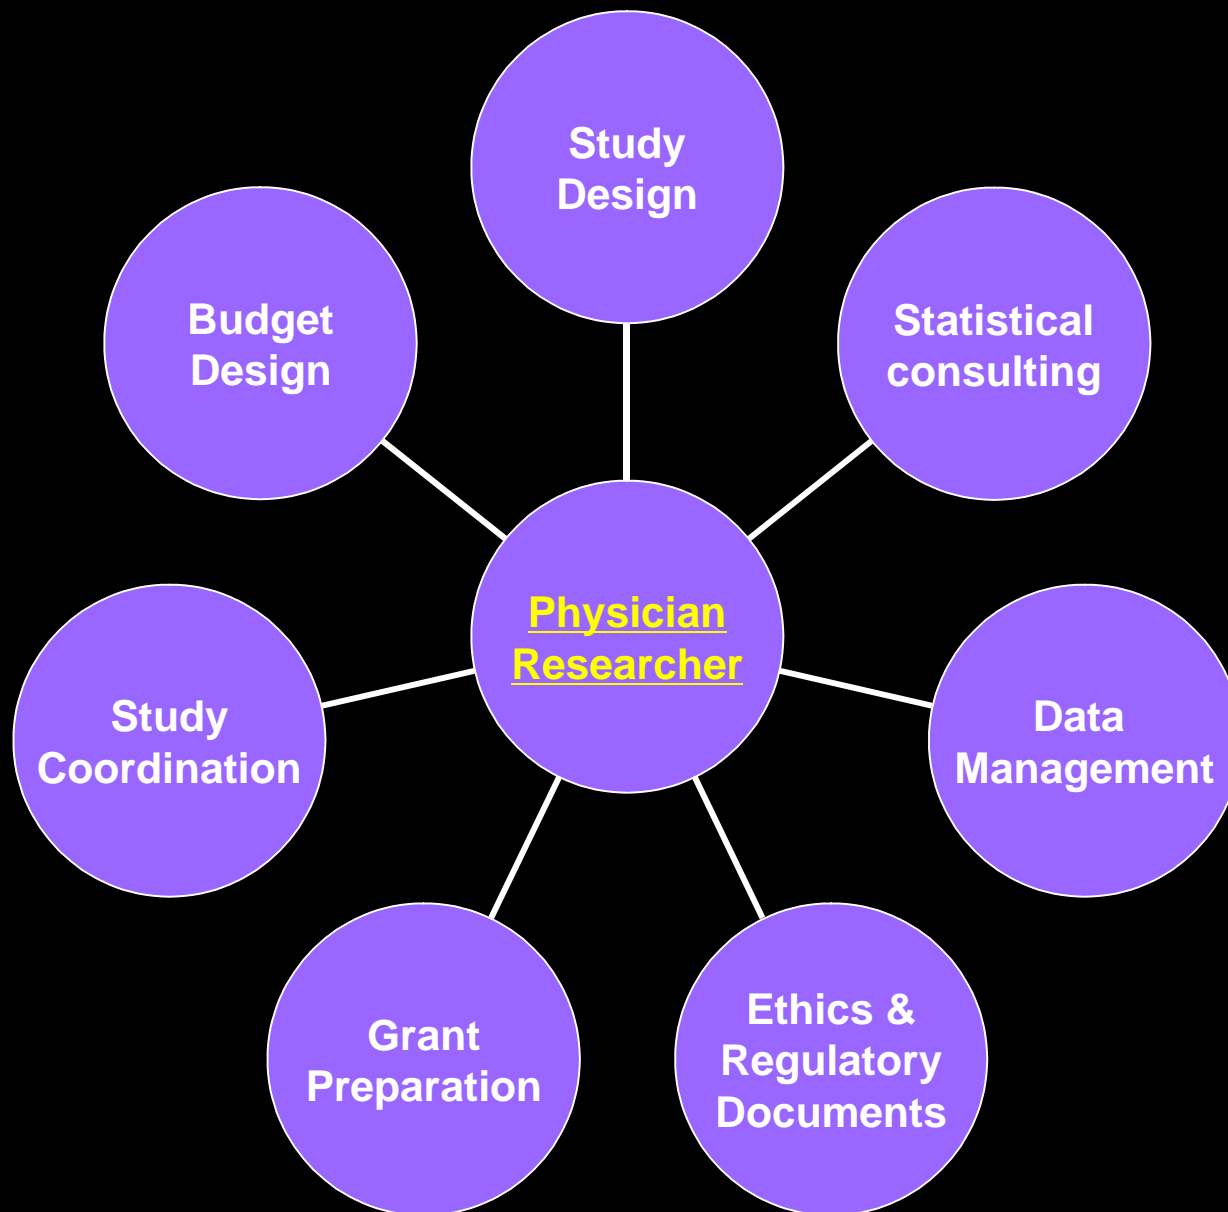 Study
Design
Budget
Design
Statistical
consulting
Physician
Researcher
Study
Coordination
Data
Management
Grant
Preparation
Ethics &
Regulatory
Documents